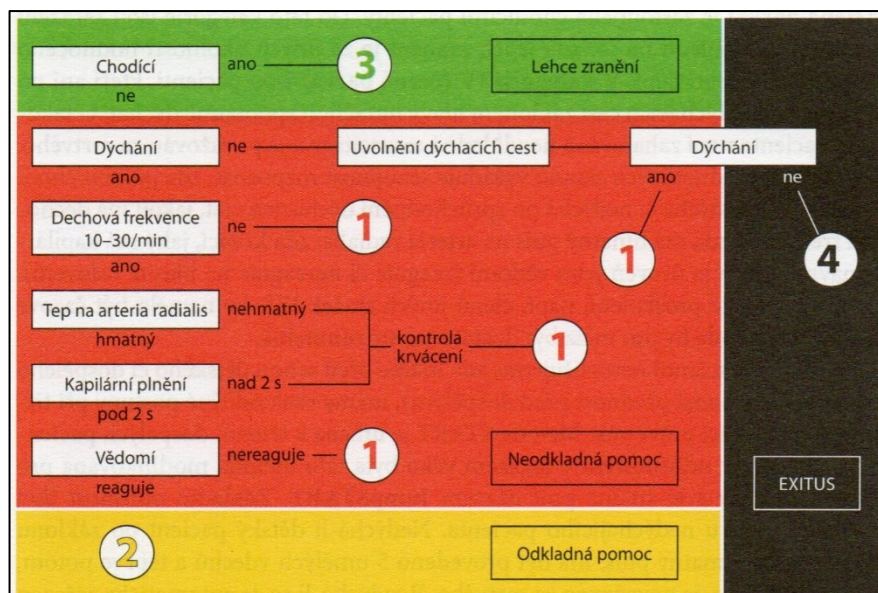 Chodící
ano
3
Lehce zranění
ne
Dýchání
ne
Uvolnění dýchacích cest
Dýchání
ano
ano
ne
Dechová frekvence
10–30/min
ne
1
1
4
ano
Tep na arteria radialis
nehmatný
hmatný
kontrola
krvácení
1
Kapilární plnění
nad 2 s
pod 2 s
Vědomí
nereaguje
1
Neodkladná pomoc
EXITUS
reaguje
2
Odkladná pomoc